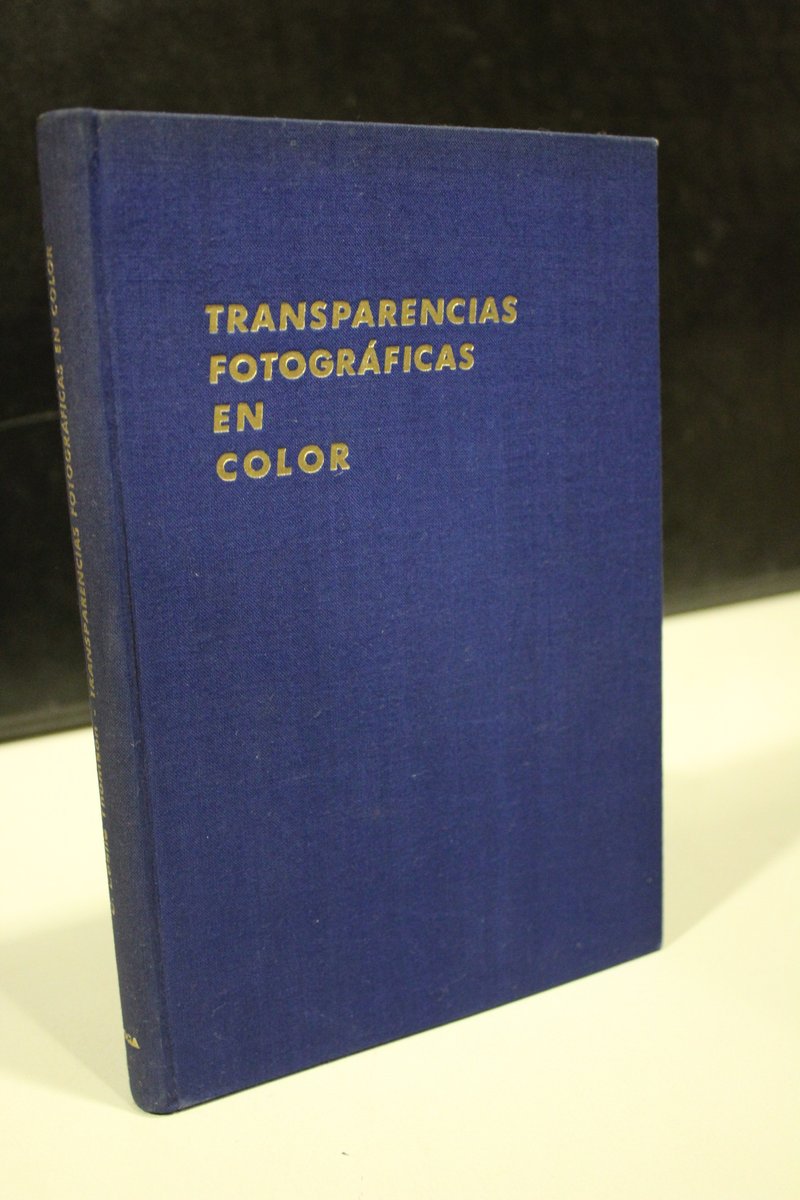 TRANSPARENCIAS
FOTOGRÁFICAS
EN
COLOR
TRANSPARENCIAS FOTOGRÁFICAS EN COLOR